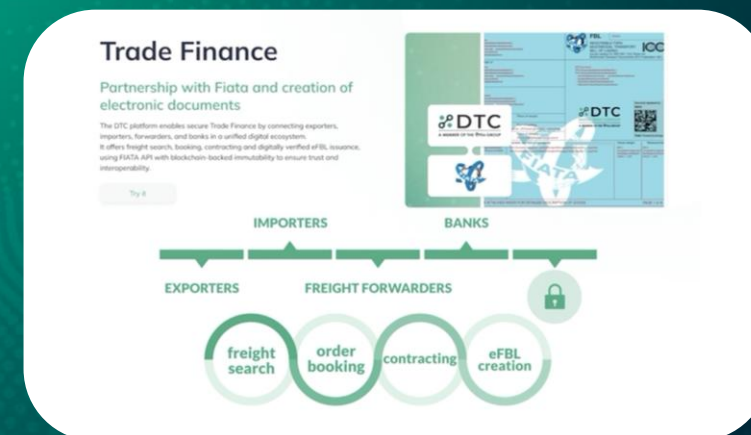 Trade Finance
Partnership with Fiata and creation of
electronic documents
The DTC platform enables secure Trade Finance by connecting exporters,
importers, forwarders, and banks in a unified digital ecosystem.
It offers freight search, booking, contracting and digitally verified eFBL issuance,
using FIATA API with blockchain-backed immutability to ensure trust and
interoperability.
Try it
FBL
ICC
DTC
DTC
FIATA
IMPORTERS
BANKS
EXPORTERS
FREIGHT FORWARDERS
freight
search
order
booking
contracting
eFBL
creation